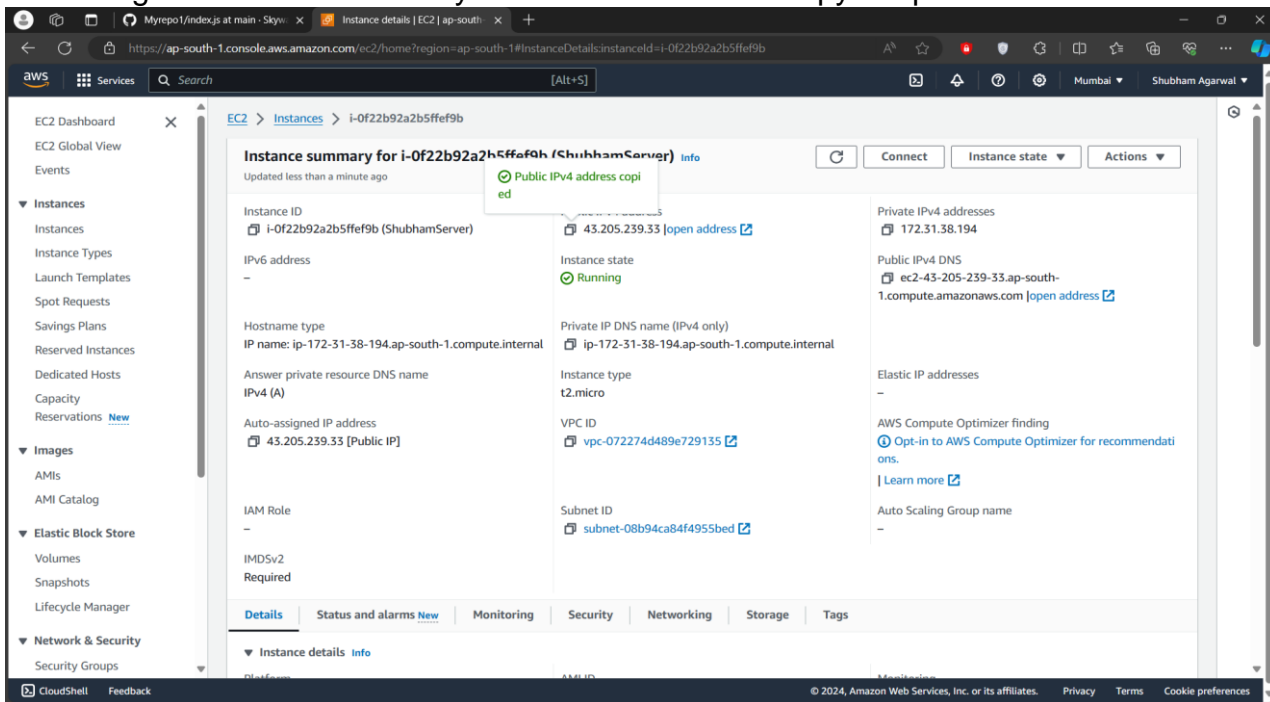 Myrepo1/index.js at main · Skyw
Instance details | EC2 | ap-south-
https://ap-south-1.console.aws.amazon.com/ec2/home?region=ap-south-1#InstanceDetails:instanceId=i-0f22b92a2b5ffef9b
aws Services Search [Alt+S] Mumbai Shubham Agarwal
EC2 Dashboard
EC2 Global View
Events
Instances
Instances
Instance Types
Launch Templates
Spot Requests
Savings Plans
Reserved Instances
Dedicated Hosts
Capacity
Reservations New
Images
AMIs
AMI Catalog
Elastic Block Store
Volumes
Snapshots
Lifecycle Manager
Network & Security
Security Groups
EC2 > Instances > i-0f22b92a2b5ffef9b
Instance summary for i-0f22b92a2b5ffef9b (ShubhamServer) Info
Connect Instance state Actions
Updated less than a minute ago
Public IPv4 address copi
ed
Instance ID
i-0f22b92a2b5ffef9b (ShubhamServer)
43.205.239.33 |open address
Private IPv4 addresses
172.31.38.194
IPv6 address
–
Instance state
Running
Public IPv4 DNS
ec2-43-205-239-33.ap-south-
1.compute.amazonaws.com |open address
Hostname type
IP name: ip-172-31-38-194.ap-south-1.compute.internal
Private IP DNS name (IPv4 only)
ip-172-31-38-194.ap-south-1.compute.internal
Answer private resource DNS name
IPv4 (A)
Instance type
t2.micro
Elastic IP addresses
–
Auto-assigned IP address
43.205.239.33 [Public IP]
VPC ID
vpc-072274d489e729135
AWS Compute Optimizer finding
Opt-in to AWS Compute Optimizer for recommendati
ons.
| Learn more
IAM Role
–
Subnet ID
subnet-08b94ca84f4955bed
Auto Scaling Group name
–
IMDSv2
Required
Details Status and alarms New Monitoring Security Networking Storage Tags
Instance details Info
CloudShell Feedback © 2024, Amazon Web Services, Inc. or its affiliates. Privacy Terms Cookie preferences